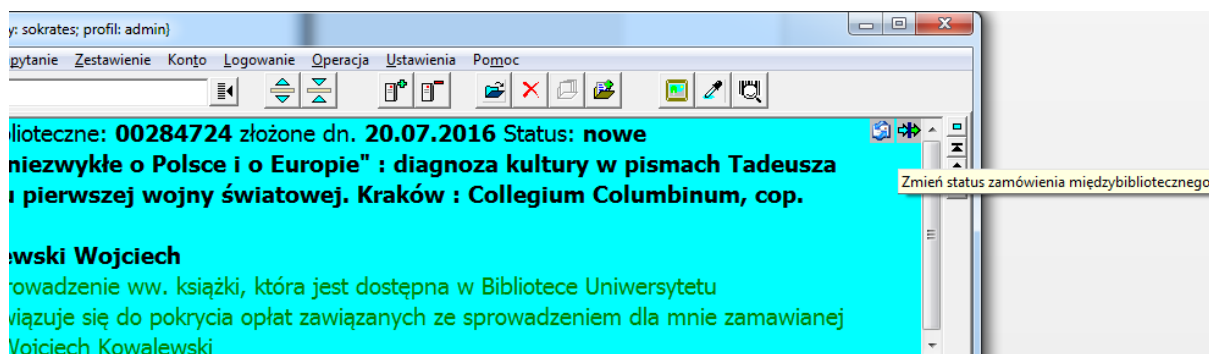 y: sokrates; profil: admin)
pytanie Zestawienie Konto Logowanie Operacja Ustawienia Pomoc
lioteczne: 00284724 złożone dn. 20.07.2016 Status: nowe
niezwykłe o Polsce i o Europie" : diagnoza kultury w pismach Tadeusza
Zmień status zamówienia międzybibliotecznego
u pierwszej wojny światowej. Kraków : Collegium Columbinum, cop.
ewski Wojciech
rowadzenie ww. książki, która jest dostępna w Bibliotece Uniwersytetu
wiązuje się do pokrycia opłat zawiązanych ze sprowadzeniem dla mnie zamawianej
Wojciech Kowalewski